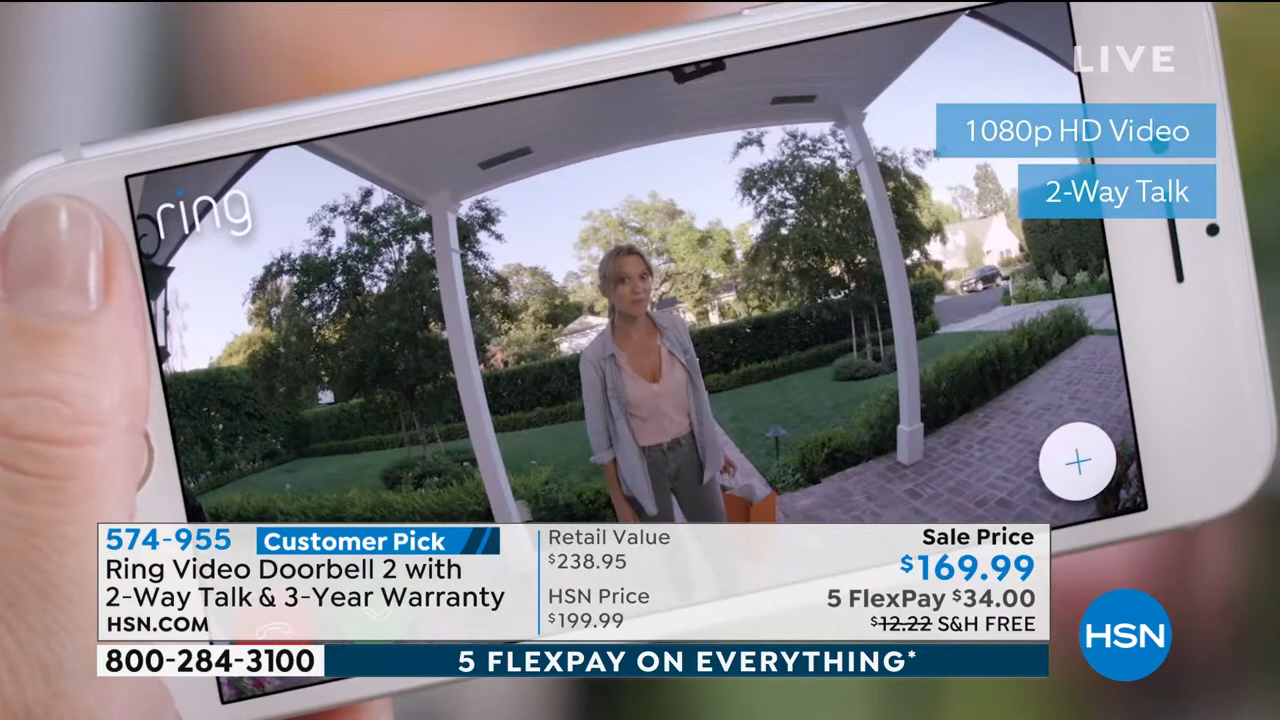 LIVE
1080p HD Video
2-Way Talk
ring
574-955 Customer Pick
Ring Video Doorbell 2 with
2-Way Talk & 3-Year Warranty
HSN.COM
Retail Value
$238.95
HSN Price
$199.99
Sale Price
$169.99
5 FlexPay $34.00
$12.22 S&H FREE
HSN
800-284-3100
5 FLEXPAY ON EVERYTHING*